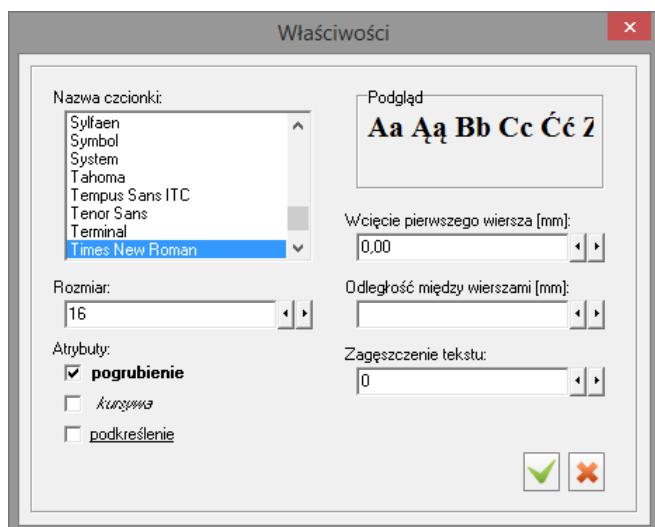 Właściwości
Nazwa czcionki:
Sylfaen
Symbol
System
Tahoma
Tempus Sans ITC
Tenor Sans
Terminal
Times New Roman
Rozmiar:
16
Atrybuty:
pogrubienie
kursywa
podkreślenie
Podgląd
Aa Ąą Bb Cc Ćć Z
Wcięcie pierwszego wiersza [mm]:
0,00
Odległość między wierszami [mm]:
Zagęszczenie tekstu:
0